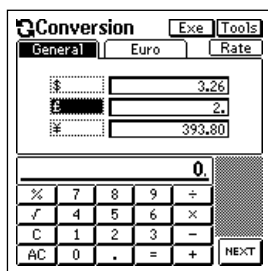 Conversion Exe Tools
General Euro Rate
$ 3.26
£ 2.
¥ 393.80
0.
% 7 8 9 ÷
√ 4 5 6 ×
C 1 2 3 −
AC 0 . = + NEXT